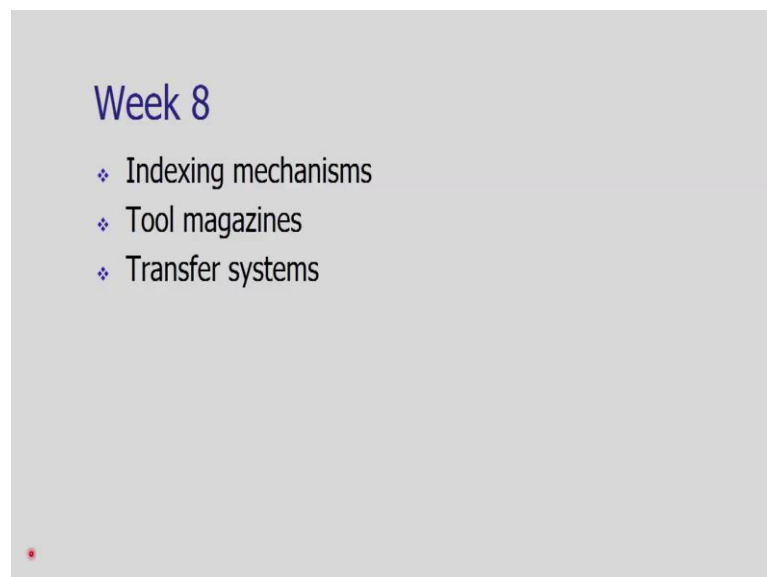 Week 8
Indexing mechanisms
Tool magazines
Transfer systems